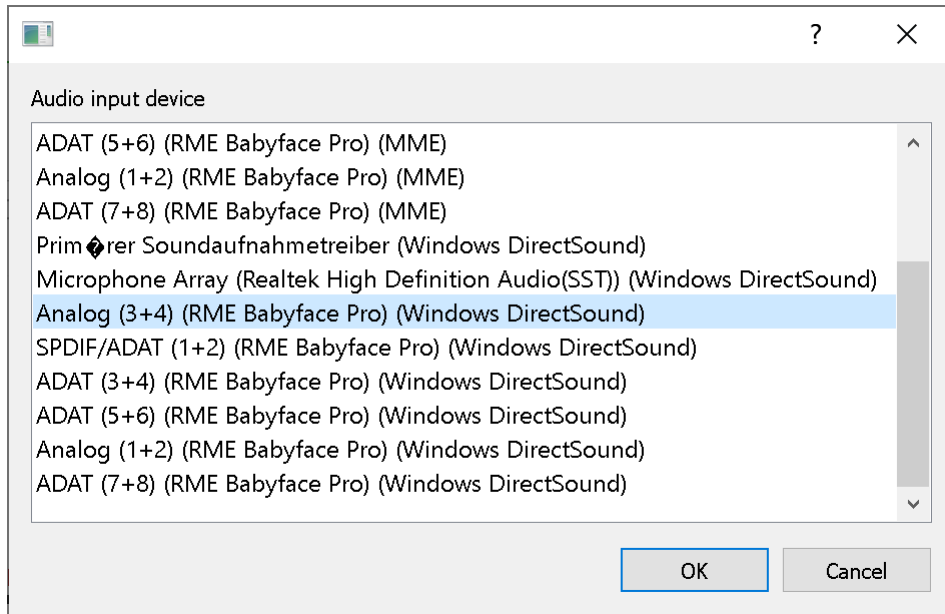 ?
Audio input device
ADAT (5+6) (RME Babyface Pro) (MME)
Analog (1+2) (RME Babyface Pro) (MME)
ADAT (7+8) (RME Babyface Pro) (MME)
Prim�rer Soundaufnahmetreiber (Windows DirectSound)
Microphone Array (Realtek High Definition Audio(SST)) (Windows DirectSound)
Analog (3+4) (RME Babyface Pro) (Windows DirectSound)
SPDIF/ADAT (1+2) (RME Babyface Pro) (Windows DirectSound)
ADAT (3+4) (RME Babyface Pro) (Windows DirectSound)
ADAT (5+6) (RME Babyface Pro) (Windows DirectSound)
Analog (1+2) (RME Babyface Pro) (Windows DirectSound)
ADAT (7+8) (RME Babyface Pro) (Windows DirectSound)
OK Cancel